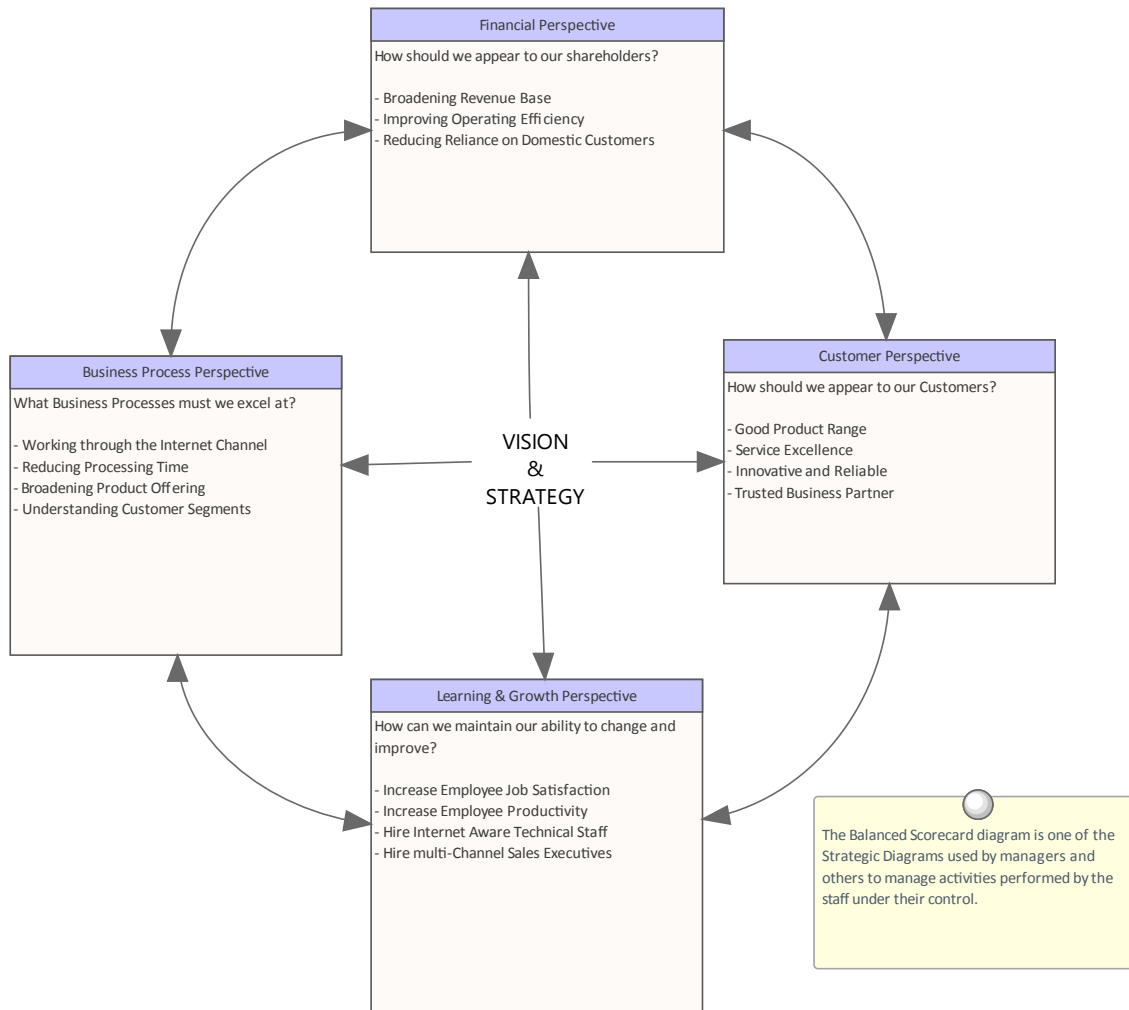 Financial Perspective
How should we appear to our shareholders?
- Broadening Revenue Base
- Improving Operating Efficiency
- Reducing Reliance on Domestic Customers
Business Process Perspective
What Business Processes must we excel at?
- Working through the Internet Channel
- Reducing Processing Time
- Broadening Product Offering
- Understanding Customer Segments
VISION
&
STRATEGY
Customer Perspective
How should we appear to our Customers?
- Good Product Range
- Service Excellence
- Innovative and Reliable
- Trusted Business Partner
Learning & Growth Perspective
How can we maintain our ability to change and
improve?
- Increase Employee Job Satisfaction
- Increase Employee Productivity
- Hire Internet Aware Technical Staff
- Hire multi-Channel Sales Executives
The Balanced Scorecard diagram is one of the
Strategic Diagrams used by managers and
others to manage activities performed by the
staff under their control.